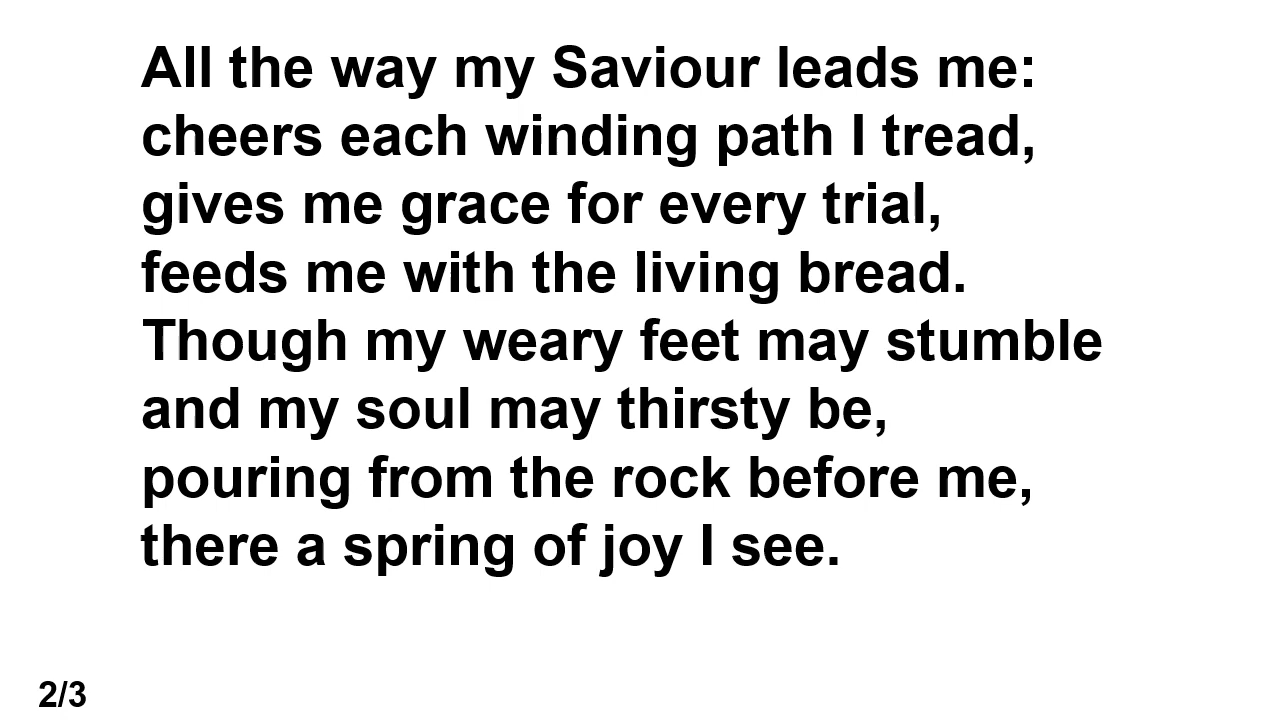 All the way my Saviour leads me:
cheers each winding path I tread,
gives me grace for every trial,
feeds me with the living bread.
Though my weary feet may stumble
and my soul may thirsty be,
pouring from the rock before me,
there a spring of joy I see.
2/3